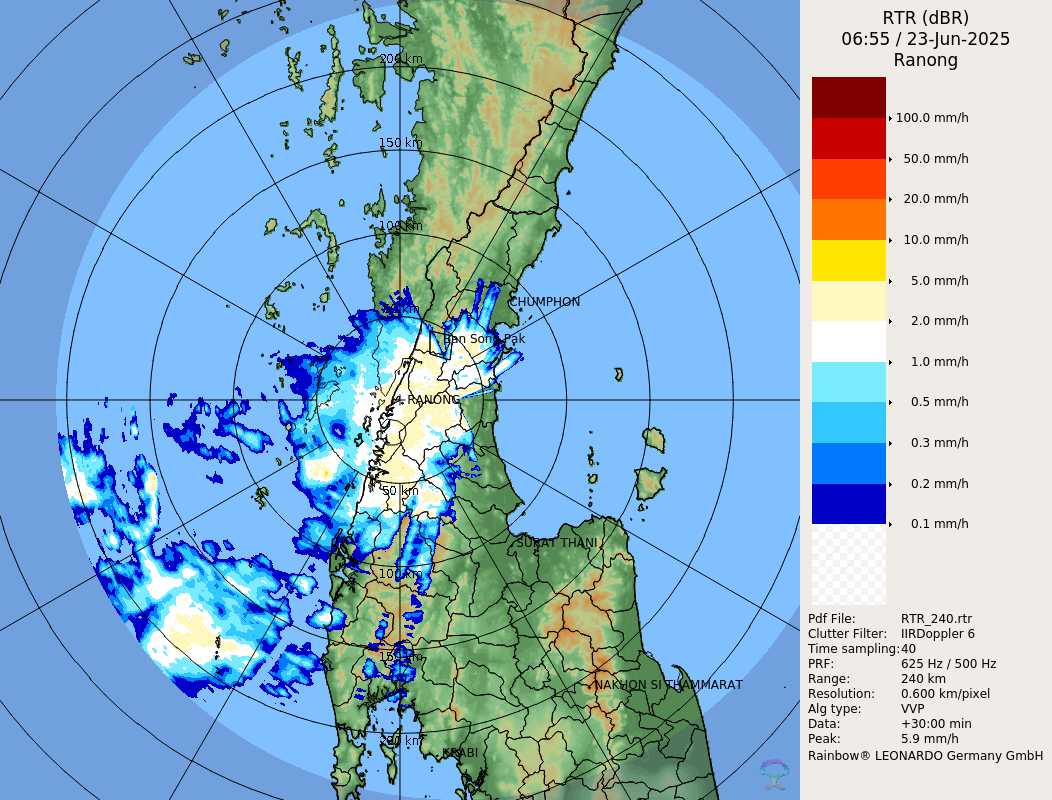 RTR (dBR)
06:55 / 23-Jun-2025
Ranong
100.0 mm/h
50.0 mm/h
20.0 mm/h
10.0 mm/h
5.0 mm/h
2.0 mm/h
1.0 mm/h
0.5 mm/h
0.3 mm/h
0.2 mm/h
0.1 mm/h
Pdf File: RTR_240.rtr
Clutter Filter: IIRDoppler 6
Time sampling:40
PRF: 625 Hz / 500 Hz
Range: 240 km
Resolution: 0.600 km/pixel
Alg type: VVP
Data: +30:00 min
Peak: 5.9 mm/h
Rainbow® LEONARDO Germany GmbH
200 km
150 km
100 km
50 km
CHUMPHON
Ban Song Pak
RANONG
50 km
SURAT THANI
100 km
150 km
NAKHON SI THAMMARAT
200 km
KRABI